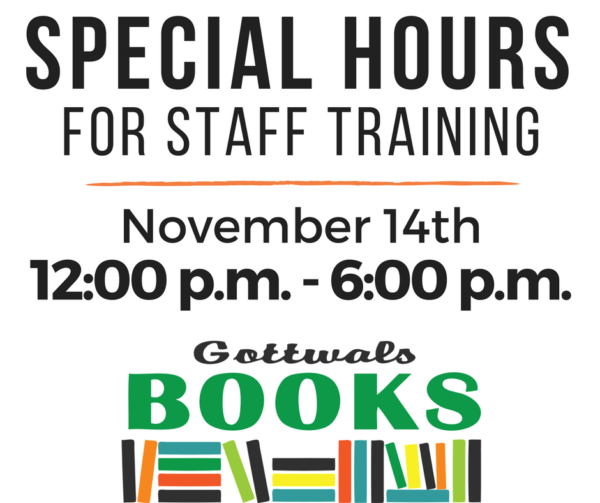 SPECIAL HOURS
FOR STAFF TRAINING
November 14th
12:00 p.m. - 6:00 p.m.
Gottwals
BOOKS